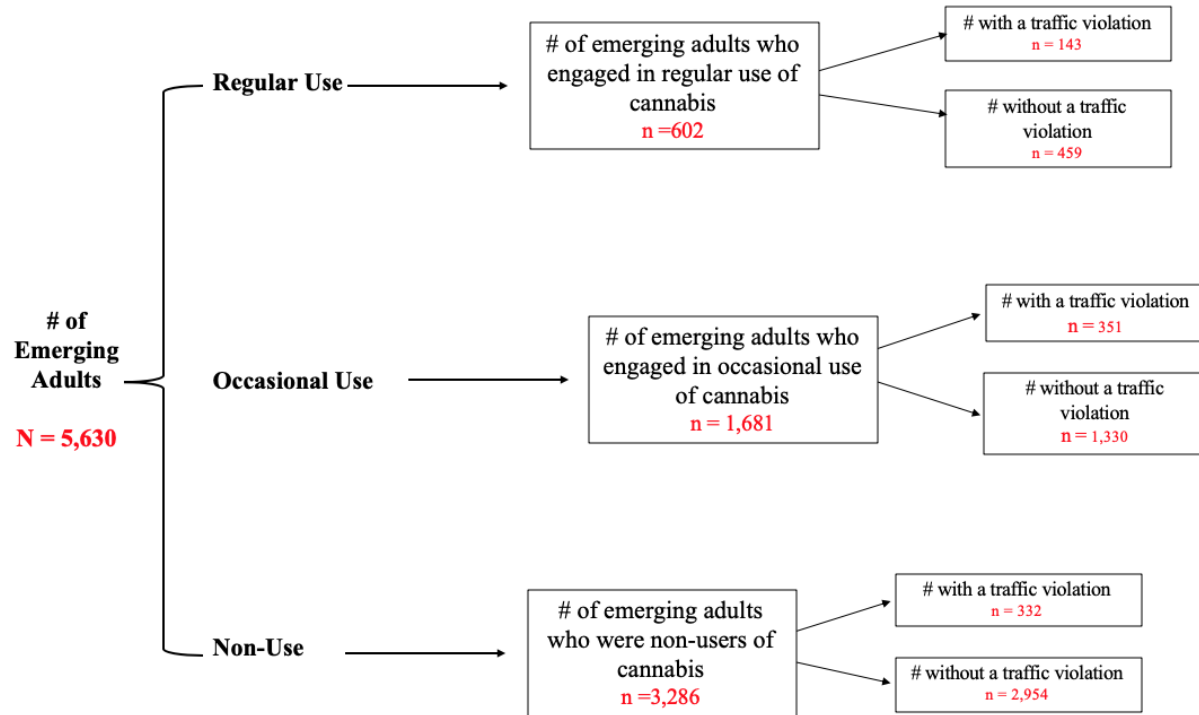 # of
Emerging
Adults
N = 5,630
Regular Use
# of emerging adults who
engaged in regular use of
cannabis
n =602
# with a traffic violation
n = 143
# without a traffic
violation
n = 459
Occasional Use
# of emerging adults who
engaged in occasional use
of cannabis
n = 1,681
# with a traffic violation
n = 351
# without a traffic
violation
n = 1,330
Non-Use
# of emerging adults
who were non-users of
cannabis
n =3,286
# with a traffic violation
n = 332
# without a traffic violation
n = 2,954